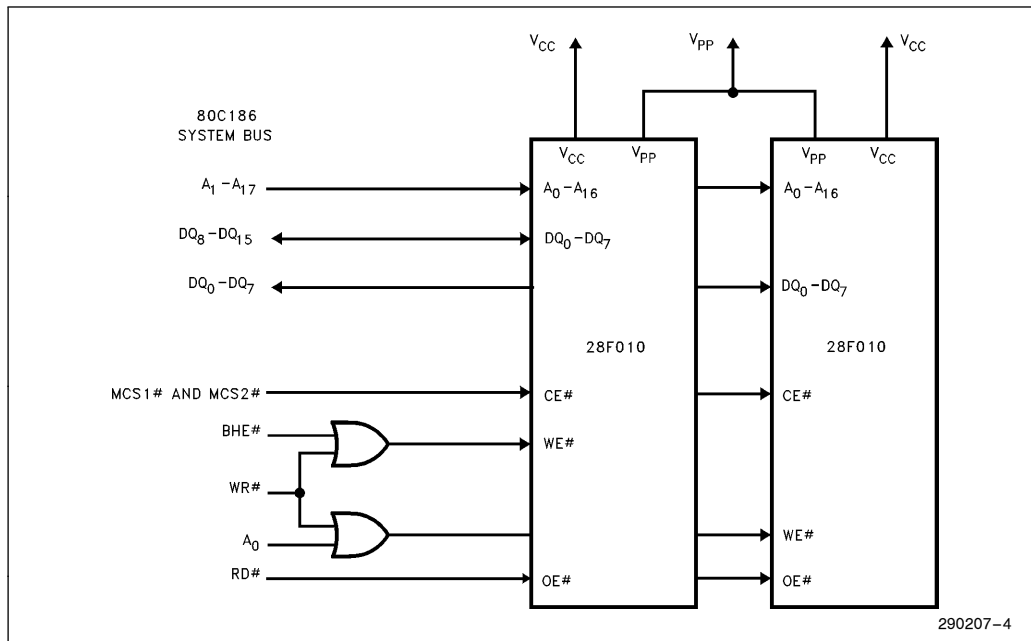 V_CC V_PP V_CC
80C186
SYSTEM BUS
V_CC V_PP V_PP V_CC
A_1-A_17 A_0-A_16 A_0-A_16
DQ_8-DQ_15 DQ_0-DQ_7
DQ_0-DQ_7 DQ_0-DQ_7
28F010 28F010
MCS1# AND MCS2# CE# CE#
BHE# WE#
WR#
A_0 WE#
RD# OE# OE#
290207-4